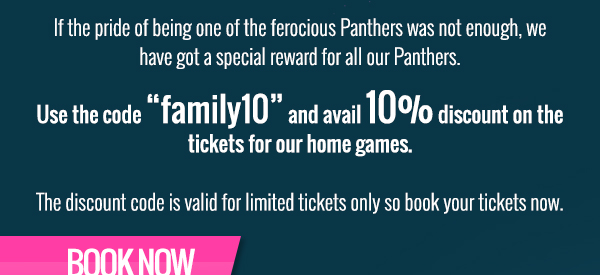 If the pride of being one of the ferocious Panthers was not enough, we
have got a special reward for all our Panthers.
Use the code “family10” and avail 10% discount on the
tickets for our home games.
The discount code is valid for limited tickets only so book your tickets now.
BOOK NOW